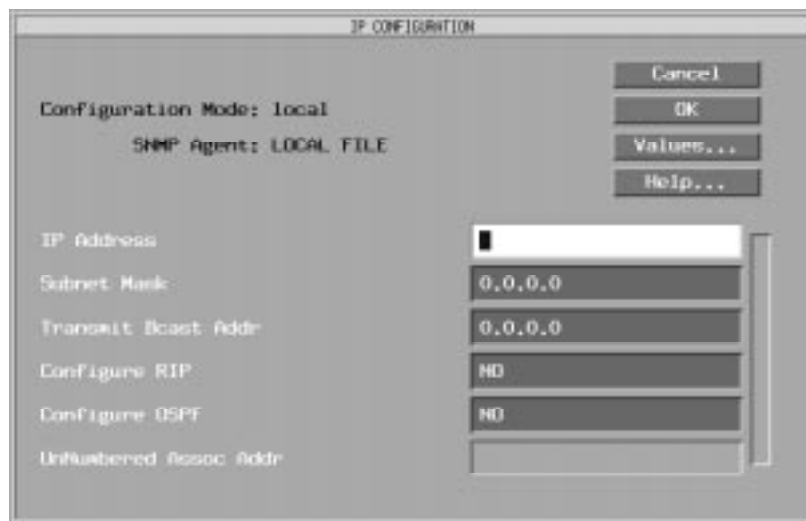 IP CONFIGURATION
Cancel
Configuration Mode: local
OK
SNMP Agent: LOCAL FILE
Values...
Help...
IP Address
Subnet Mask
0.0.0.0
Transmit Bcast Addr
0.0.0.0
Configure RIP
NO
Configure OSPF
NO
UnNumbered Assoc Addr